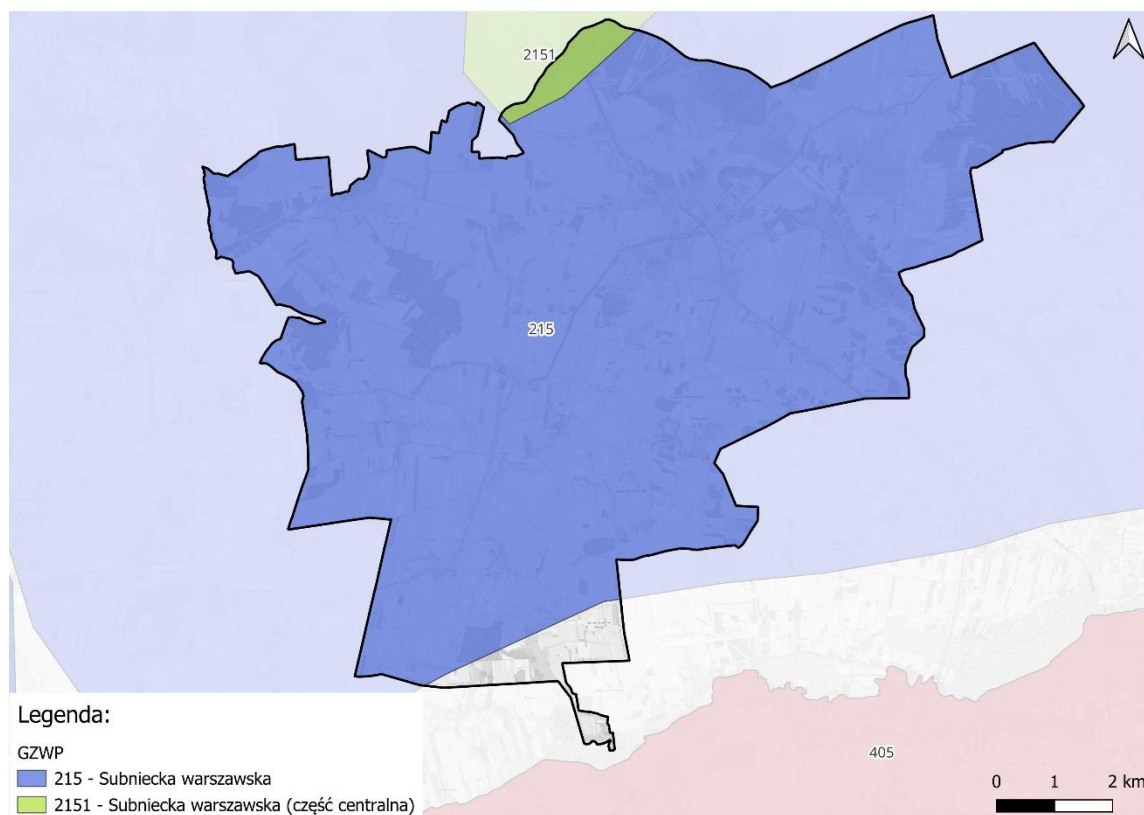 2151
215
405
Legenda:
GZWP
215 - Subniecka warszawska
2151 - Subniecka warszawska (część centralna)
0 1 2 km